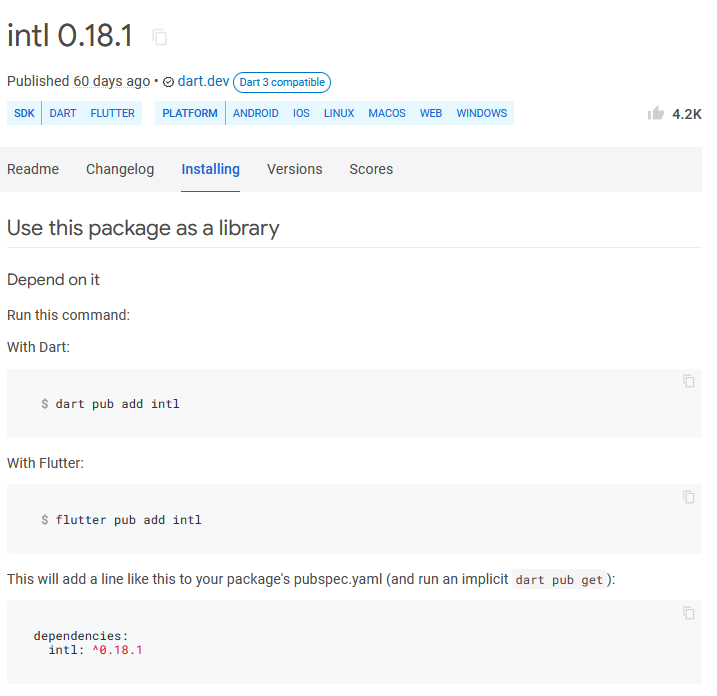 intl 0.18.1
Published 60 days ago • dart.dev Dart 3 compatible
SDK DART FLUTTER PLATFORM ANDROID IOS LINUX MACOS WEB WINDOWS 4.2K
Readme Changelog Installing Versions Scores
Use this package as a library
Depend on it
Run this command:
With Dart:
$ dart pub add intl
With Flutter:
$ flutter pub add intl
This will add a line like this to your package's pubspec.yaml (and run an implicit dart pub get):
dependencies:
  intl: ^0.18.1